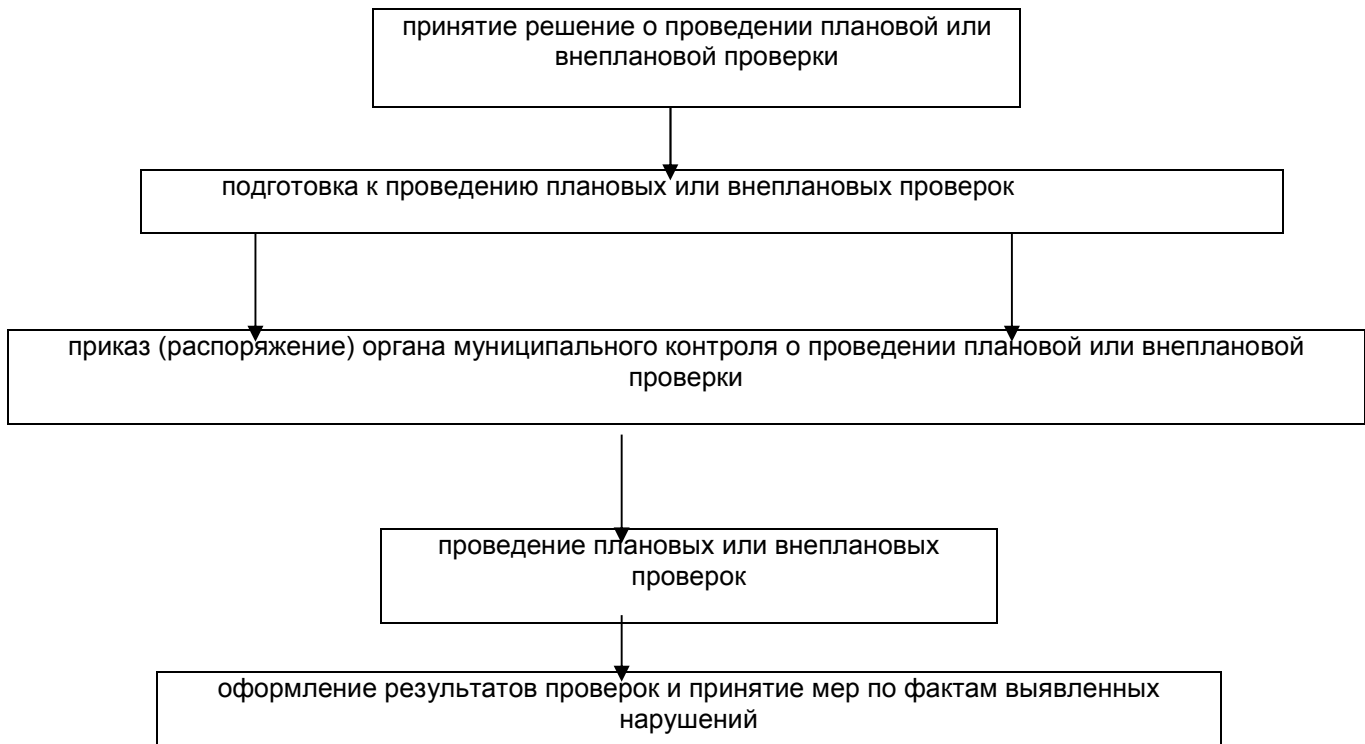 принятие решение о проведении плановой или
внеплановой проверки
подготовка к проведению плановых или внеплановых проверок
приказ (распоряжение) органа муниципального контроля о проведении плановой или внеплановой
проверки
проведение плановых или внеплановых
проверок
оформление результатов проверок и принятие мер по фактам выявленных
нарушений